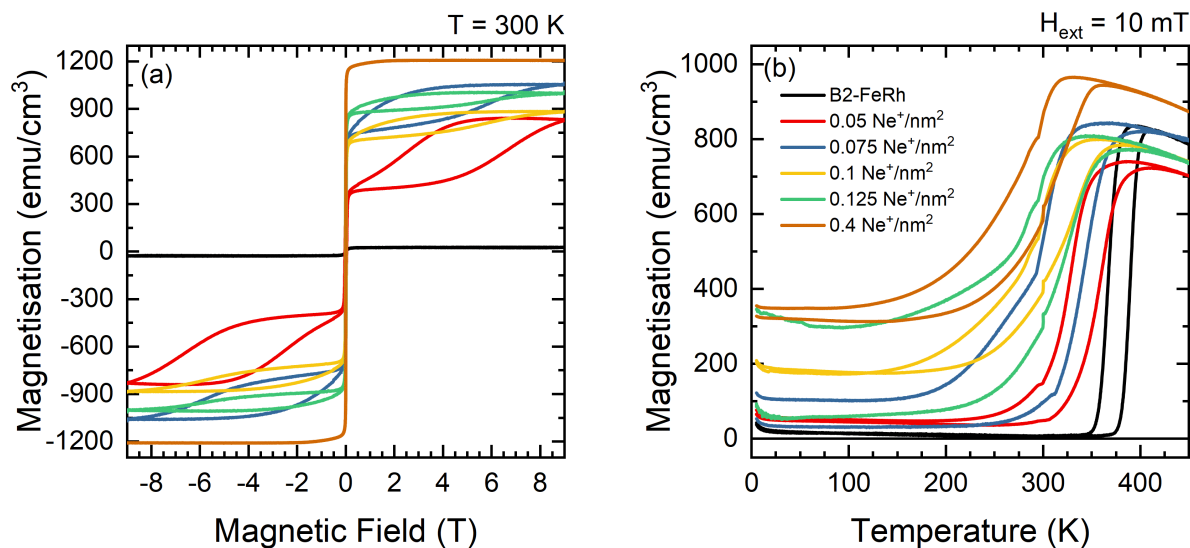 T = 300 K
(a)
1200
900
600
300
0
-300
-600
-900
-1200
-8 -6 -4 -2 0 2 4 6 8
Magnetic Field (T)
Magnetisation (emu/cm³)
H_ext = 10 mT
(b)
B2-FeRh
0.05 Ne⁺/nm²
0.075 Ne⁺/nm²
0.1 Ne⁺/nm²
0.125 Ne⁺/nm²
0.4 Ne⁺/nm²
1000
800
600
400
200
0
0 100 200 300 400
Temperature (K)
Magnetisation (emu/cm³)